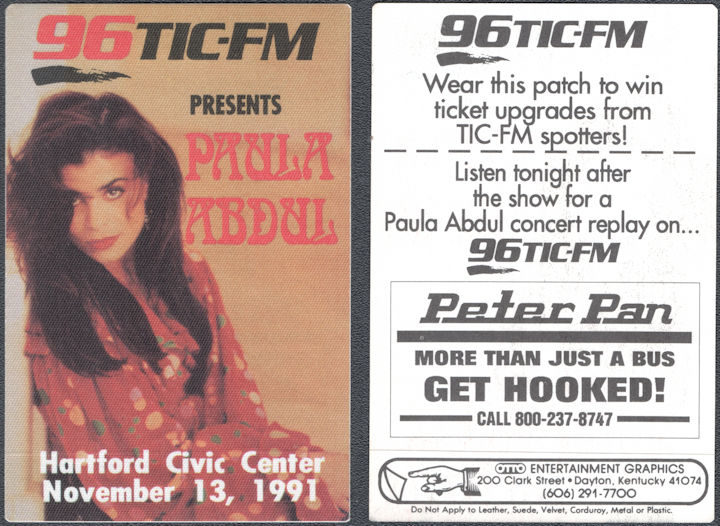 96TIC-FM
PRESENTS
PAULA
ABDUL
Hartford Civic Center
November 13, 1991
96TIC-FM
Wear this patch to win
ticket upgrades from
TIC-FM spotters!
Listen tonight after
the show for a
Paula Abdul concert replay on...
96TIC-FM
Peter Pan
MORE THAN JUST A BUS
GET HOOKED!
CALL 800-237-8747
OTTO ENTERTAINMENT GRAPHICS
200 Clark Street • Dayton, Kentucky 41074
(606) 291-7700
Do Not Apply to Leather, Suede, Velvet, Corduroy, Metal or Plastic.